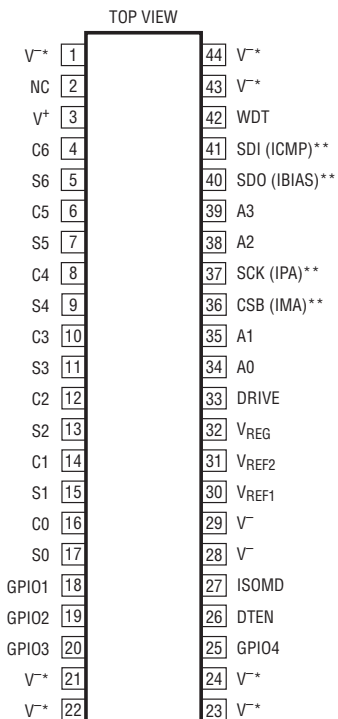 TOP VIEW
V–* 1
NC 2
V+ 3
C6 4
S6 5
C5 6
S5 7
C4 8
S4 9
C3 10
S3 11
C2 12
S2 13
C1 14
S1 15
C0 16
S0 17
GPIO1 18
GPIO2 19
GPIO3 20
V–* 21
V–* 22
44 V–*
43 V–*
42 WDT
41 SDI (ICMP)**
40 SDO (IBIAS)**
39 A3
38 A2
37 SCK (IPA)**
36 CSB (IMA)**
35 A1
34 A0
33 DRIVE
32 VREG
31 VREF2
30 VREF1
29 V–
28 V–
27 ISOMD
26 DTEN
25 GPIO4
24 V–*
23 V–*